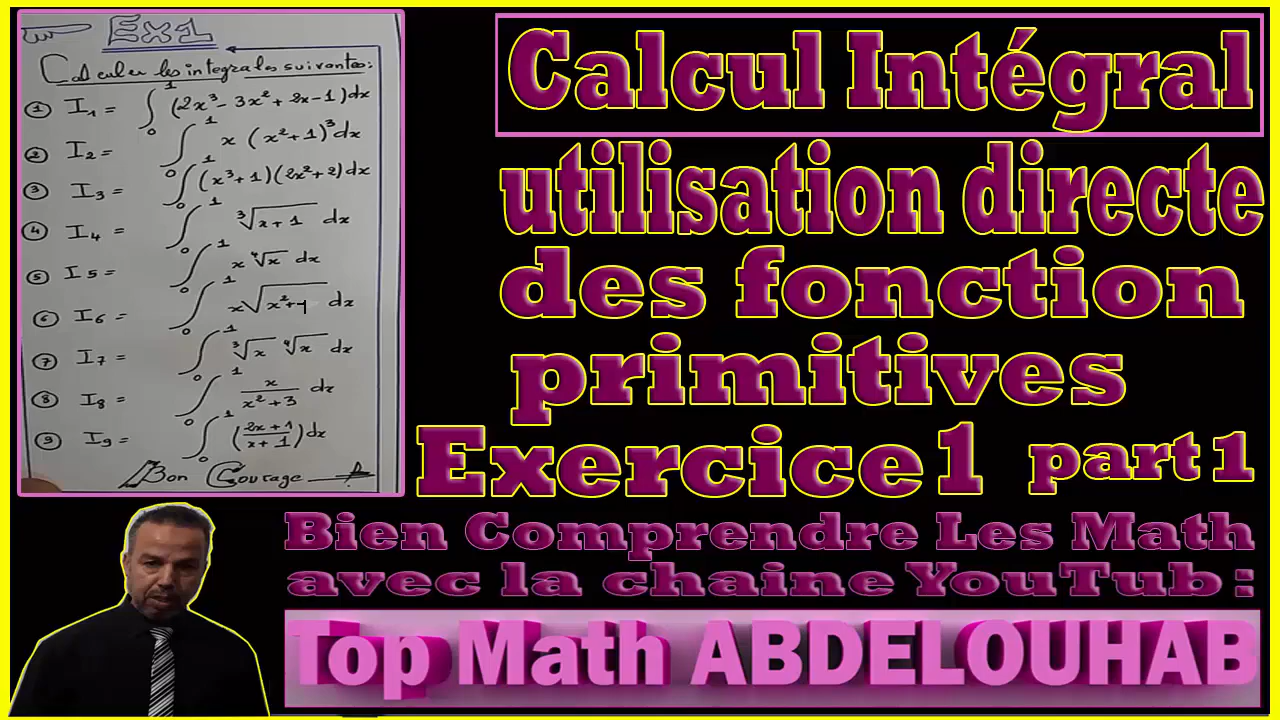 Ex1
Calculer les integrales suivantes:
① I₁ = ∫₀¹ (2x³ - 3x² + 2x - 1) dx
② I₂ = ∫₀¹ x (x² + 1)³ dx
③ I₃ = ∫₀¹ (x³ + 1)(2x² + 2) dx
④ I₄ = ∫₀¹ ∛(x + 1) dx
⑤ I₅ = ∫₀¹ x ∜x dx
⑥ I₆ = ∫₀¹ x √(x² + 1) dx
⑦ I₇ = ∫₀¹ ∛x ∜x dx
⑧ I₈ = ∫₀¹ x/(x² + 3) dx
⑨ I₉ = ∫₀¹ ((2x + 1)/(x + 1)) dx
Bon Courage
Calcul Intégral
utilisation directe
des fonction
primitives
Exercice 1 part 1
Bien Comprendre Les Math
avec la chaine YouTub :
Top Math ABDELOUHAB